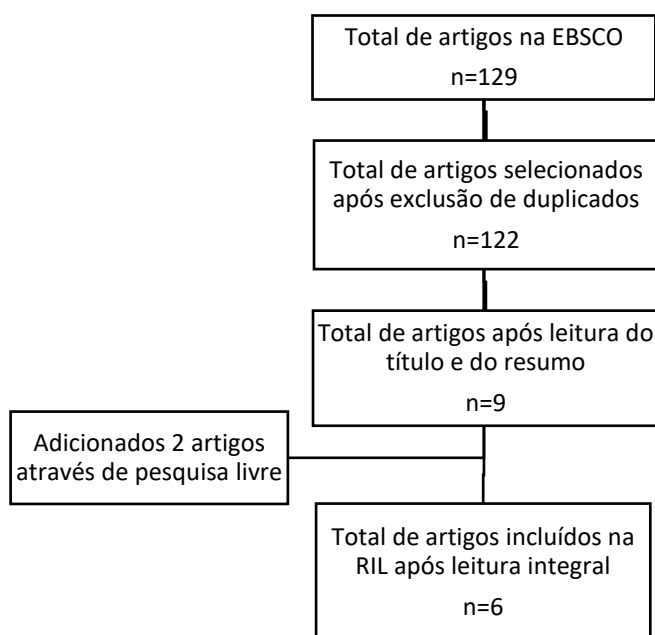 Total de artigos na EBSCO
n=129
Total de artigos selecionados
após exclusão de duplicados
n=122
Total de artigos após leitura do
título e do resumo
n=9
Adicionados 2 artigos
através de pesquisa livre
Total de artigos incluídos na
RIL após leitura integral
n=6